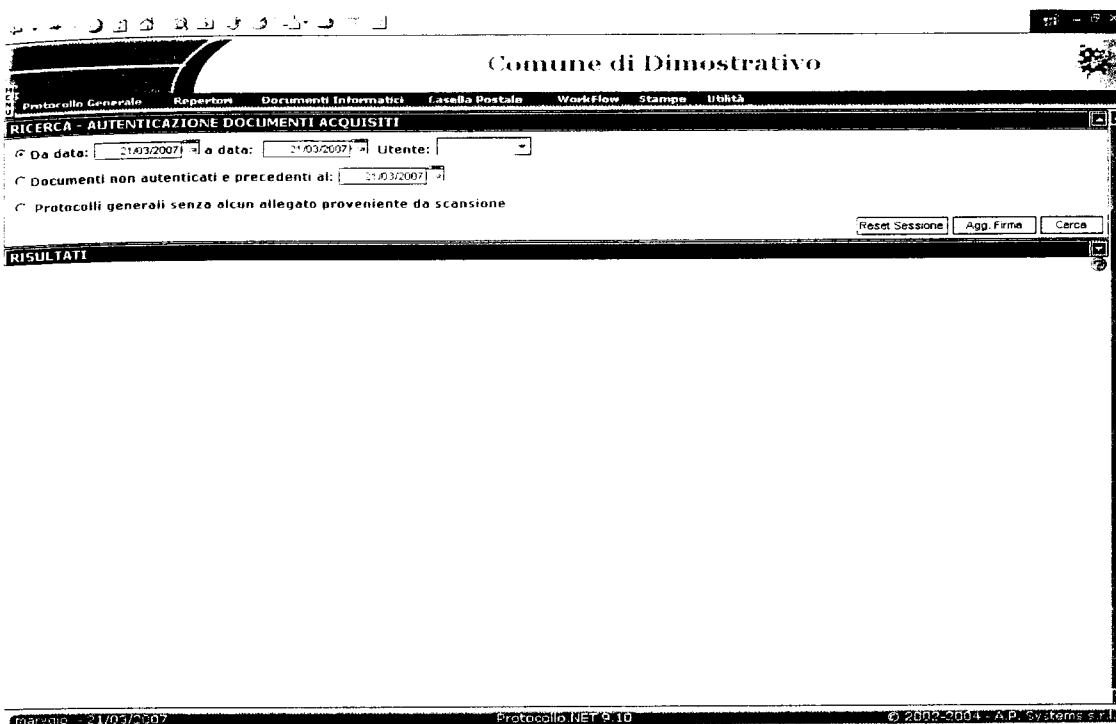 Comune di Dimostrativo
Protocollo Generale Repertori Documenti Informatici Casella Postale WorkFlow Stampe Utilità
RICERCA - AUTENTICAZIONE DOCUMENTI ACQUISITI
Da data: 21/03/2007 a data: 21/03/2007 Utente:
Documenti non autenticati e precedenti al: 21/03/2007
Protocolli generali senza alcun allegato proveniente da scansione
Reset Sessione Agg. Firma Cerca
RISULTATI
- 21/03/2007 Protocollo.NET 9.10 © 2002-2004 - A.P. Systems s.r.l